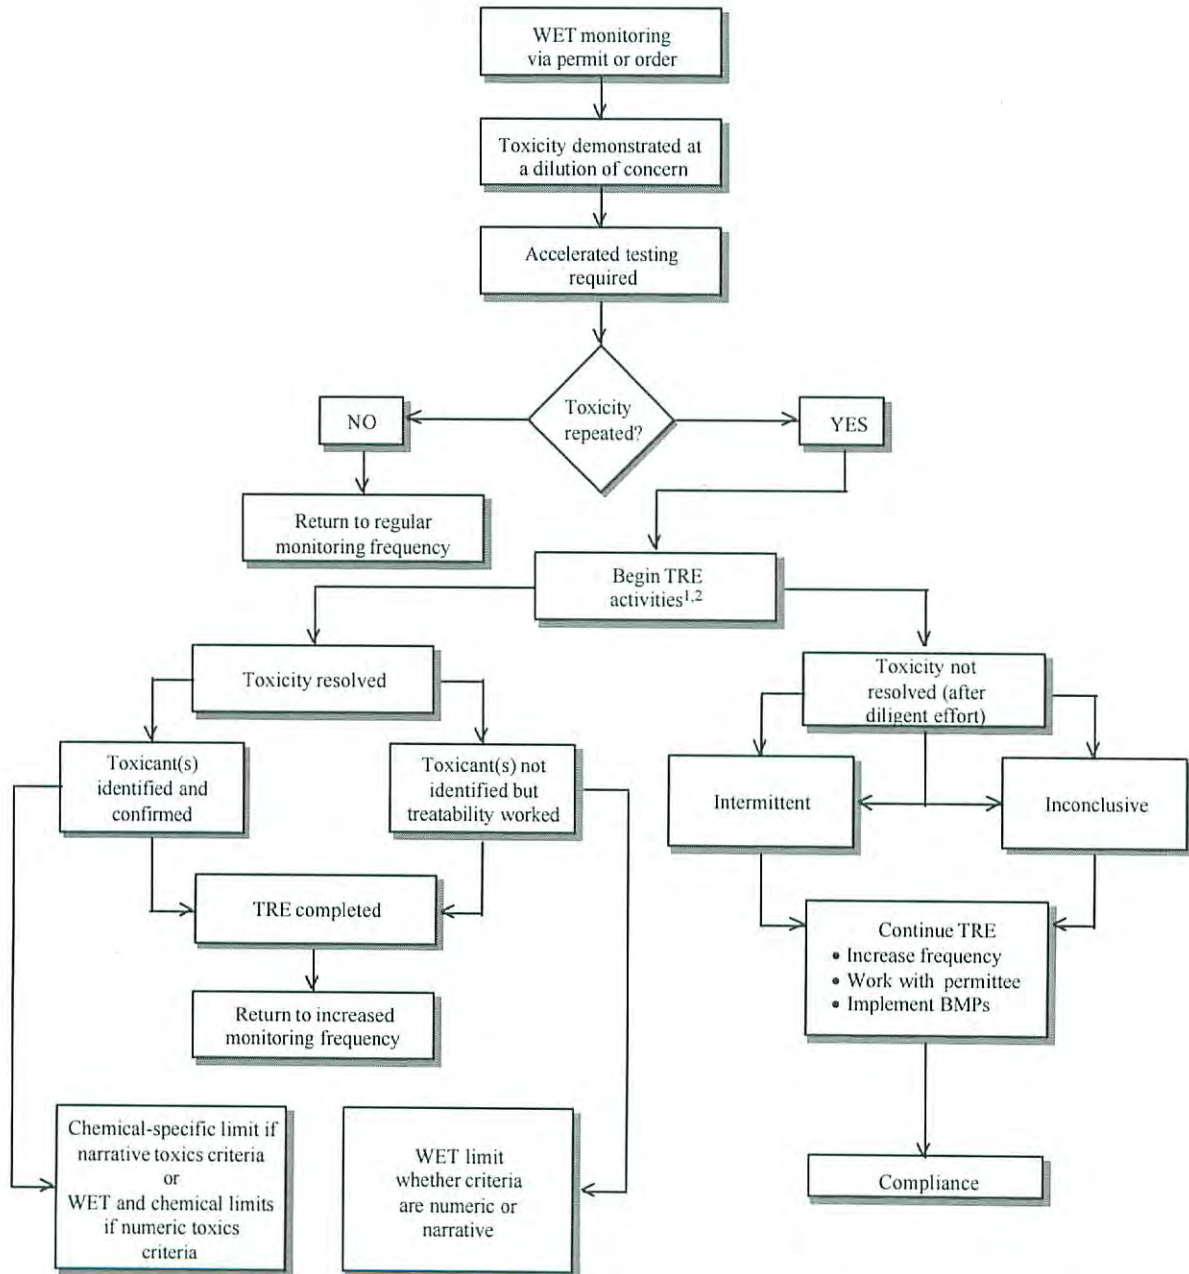 WET monitoring
via permit or order
Toxicity demonstrated at
a dilution of concern
Accelerated testing
required
Toxicity
repeated?
NO
YES
Return to regular
monitoring frequency
Begin TRE
activities1,2
Toxicity resolved
Toxicity not
resolved (after
diligent effort)
Toxicant(s)
identified and
confirmed
Toxicant(s) not
identified but
treatability worked
Intermittent
Inconclusive
TRE completed
Continue TRE
• Increase frequency
• Work with permittee
• Implement BMPs
Return to increased
monitoring frequency
Chemical-specific limit if
narrative toxics criteria
or
WET and chemical limits
if numeric toxics
criteria
WET limit
whether criteria
are numeric or
narrative
Compliance